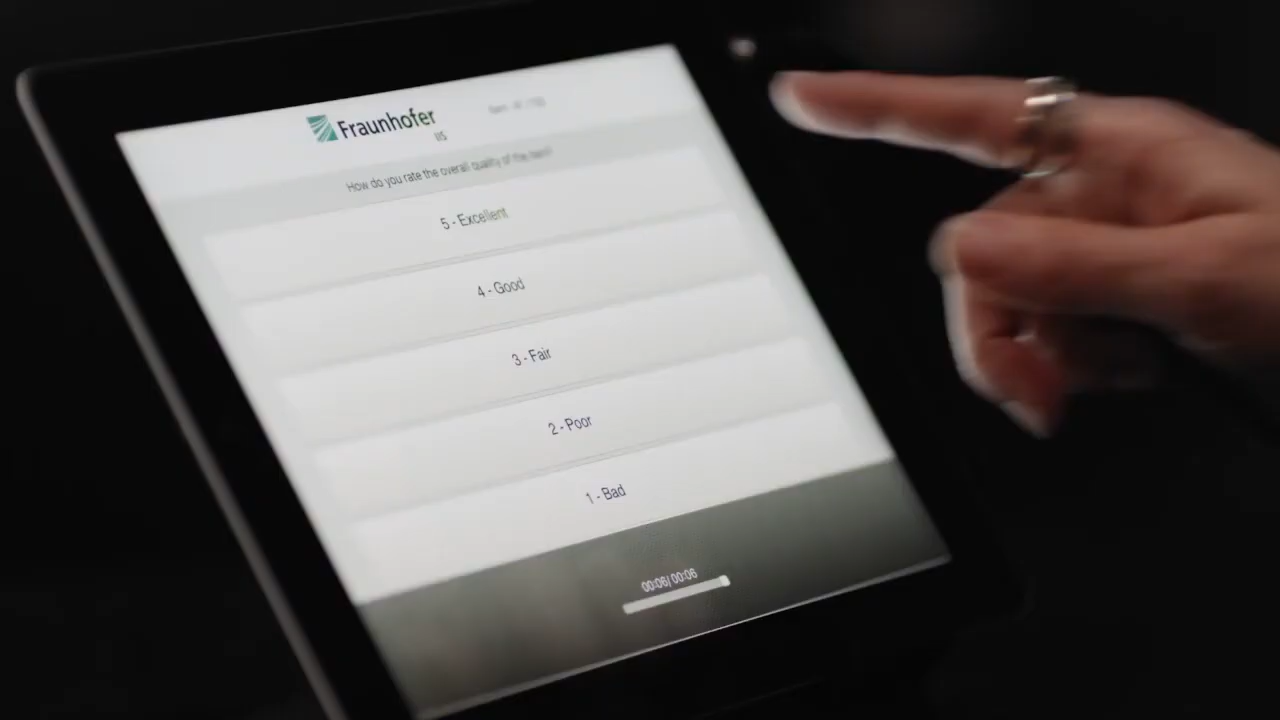 Fraunhofer
IIS
How do you rate the overall quality of the item?
5 - Excellent
4 - Good
3 - Fair
2 - Poor
1 - Bad
00:06/ 00:06